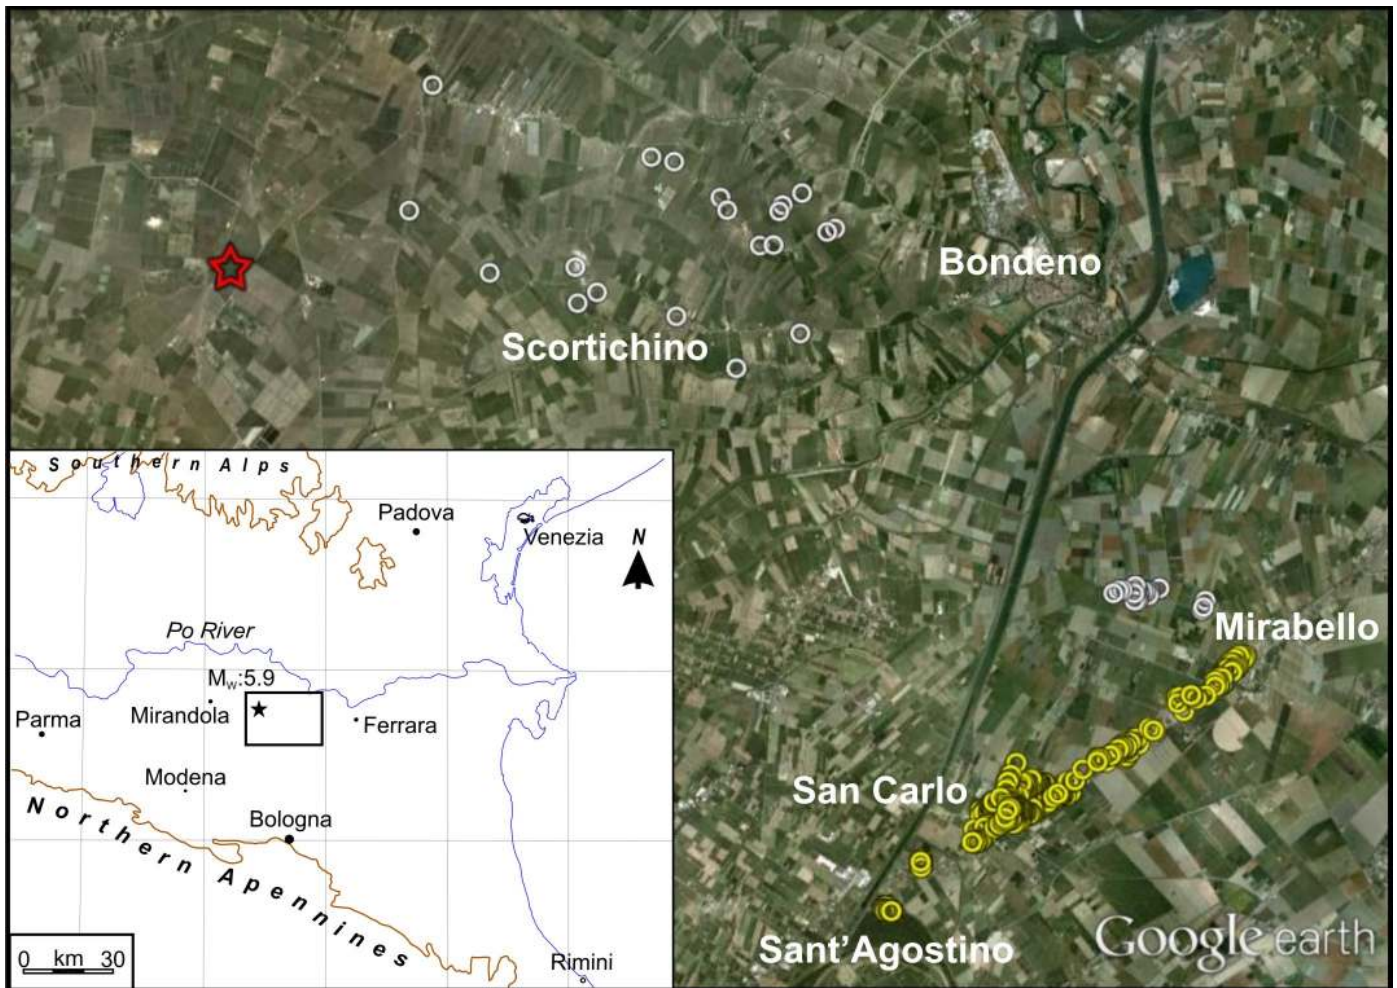 Bondeno
Scortichino
Southern Alps
Padova
Venezia
N
Po River
Mw:5.9
Mirandola
Parma
Ferrara
Modena
Bologna
Northern Apennines
0 km 30
Rimini
Mirabello
San Carlo
Sant'Agostino
Google earth